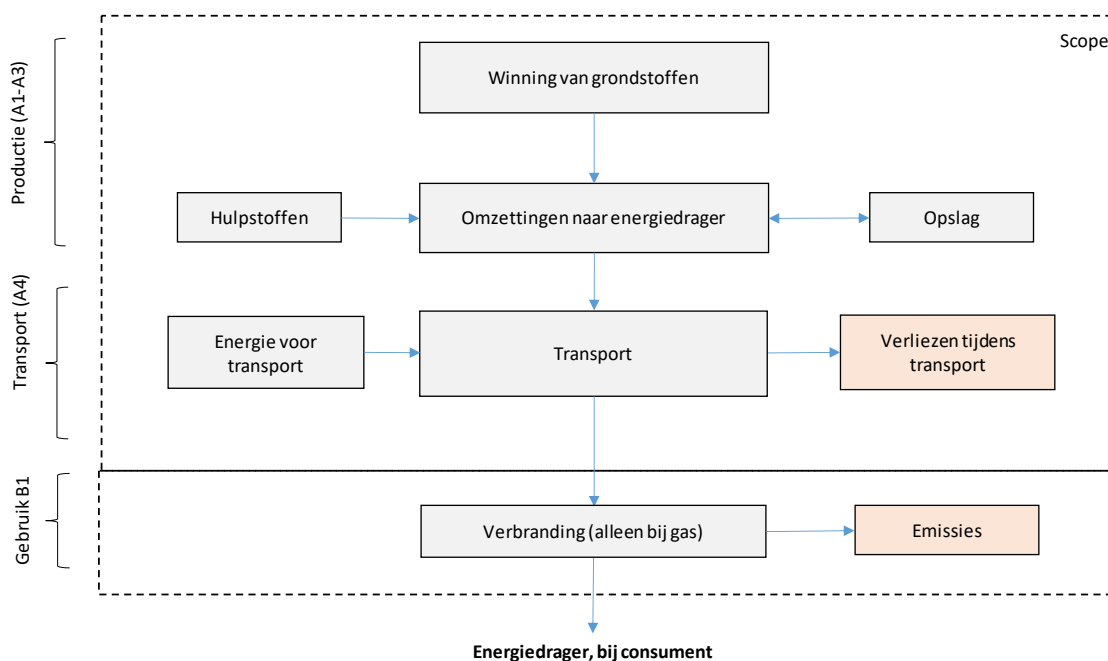 Scope
Productie (A1-A3)
Winning van grondstoffen
Hulpstoffen
Omzettingen naar energiedrager
Opslag
Transport (A4)
Energie voor
transport
Transport
Verliezen tijdens
transport
Gebruik B1
Verbranding (alleen bij gas)
Emissies
Energiedrager, bij consument